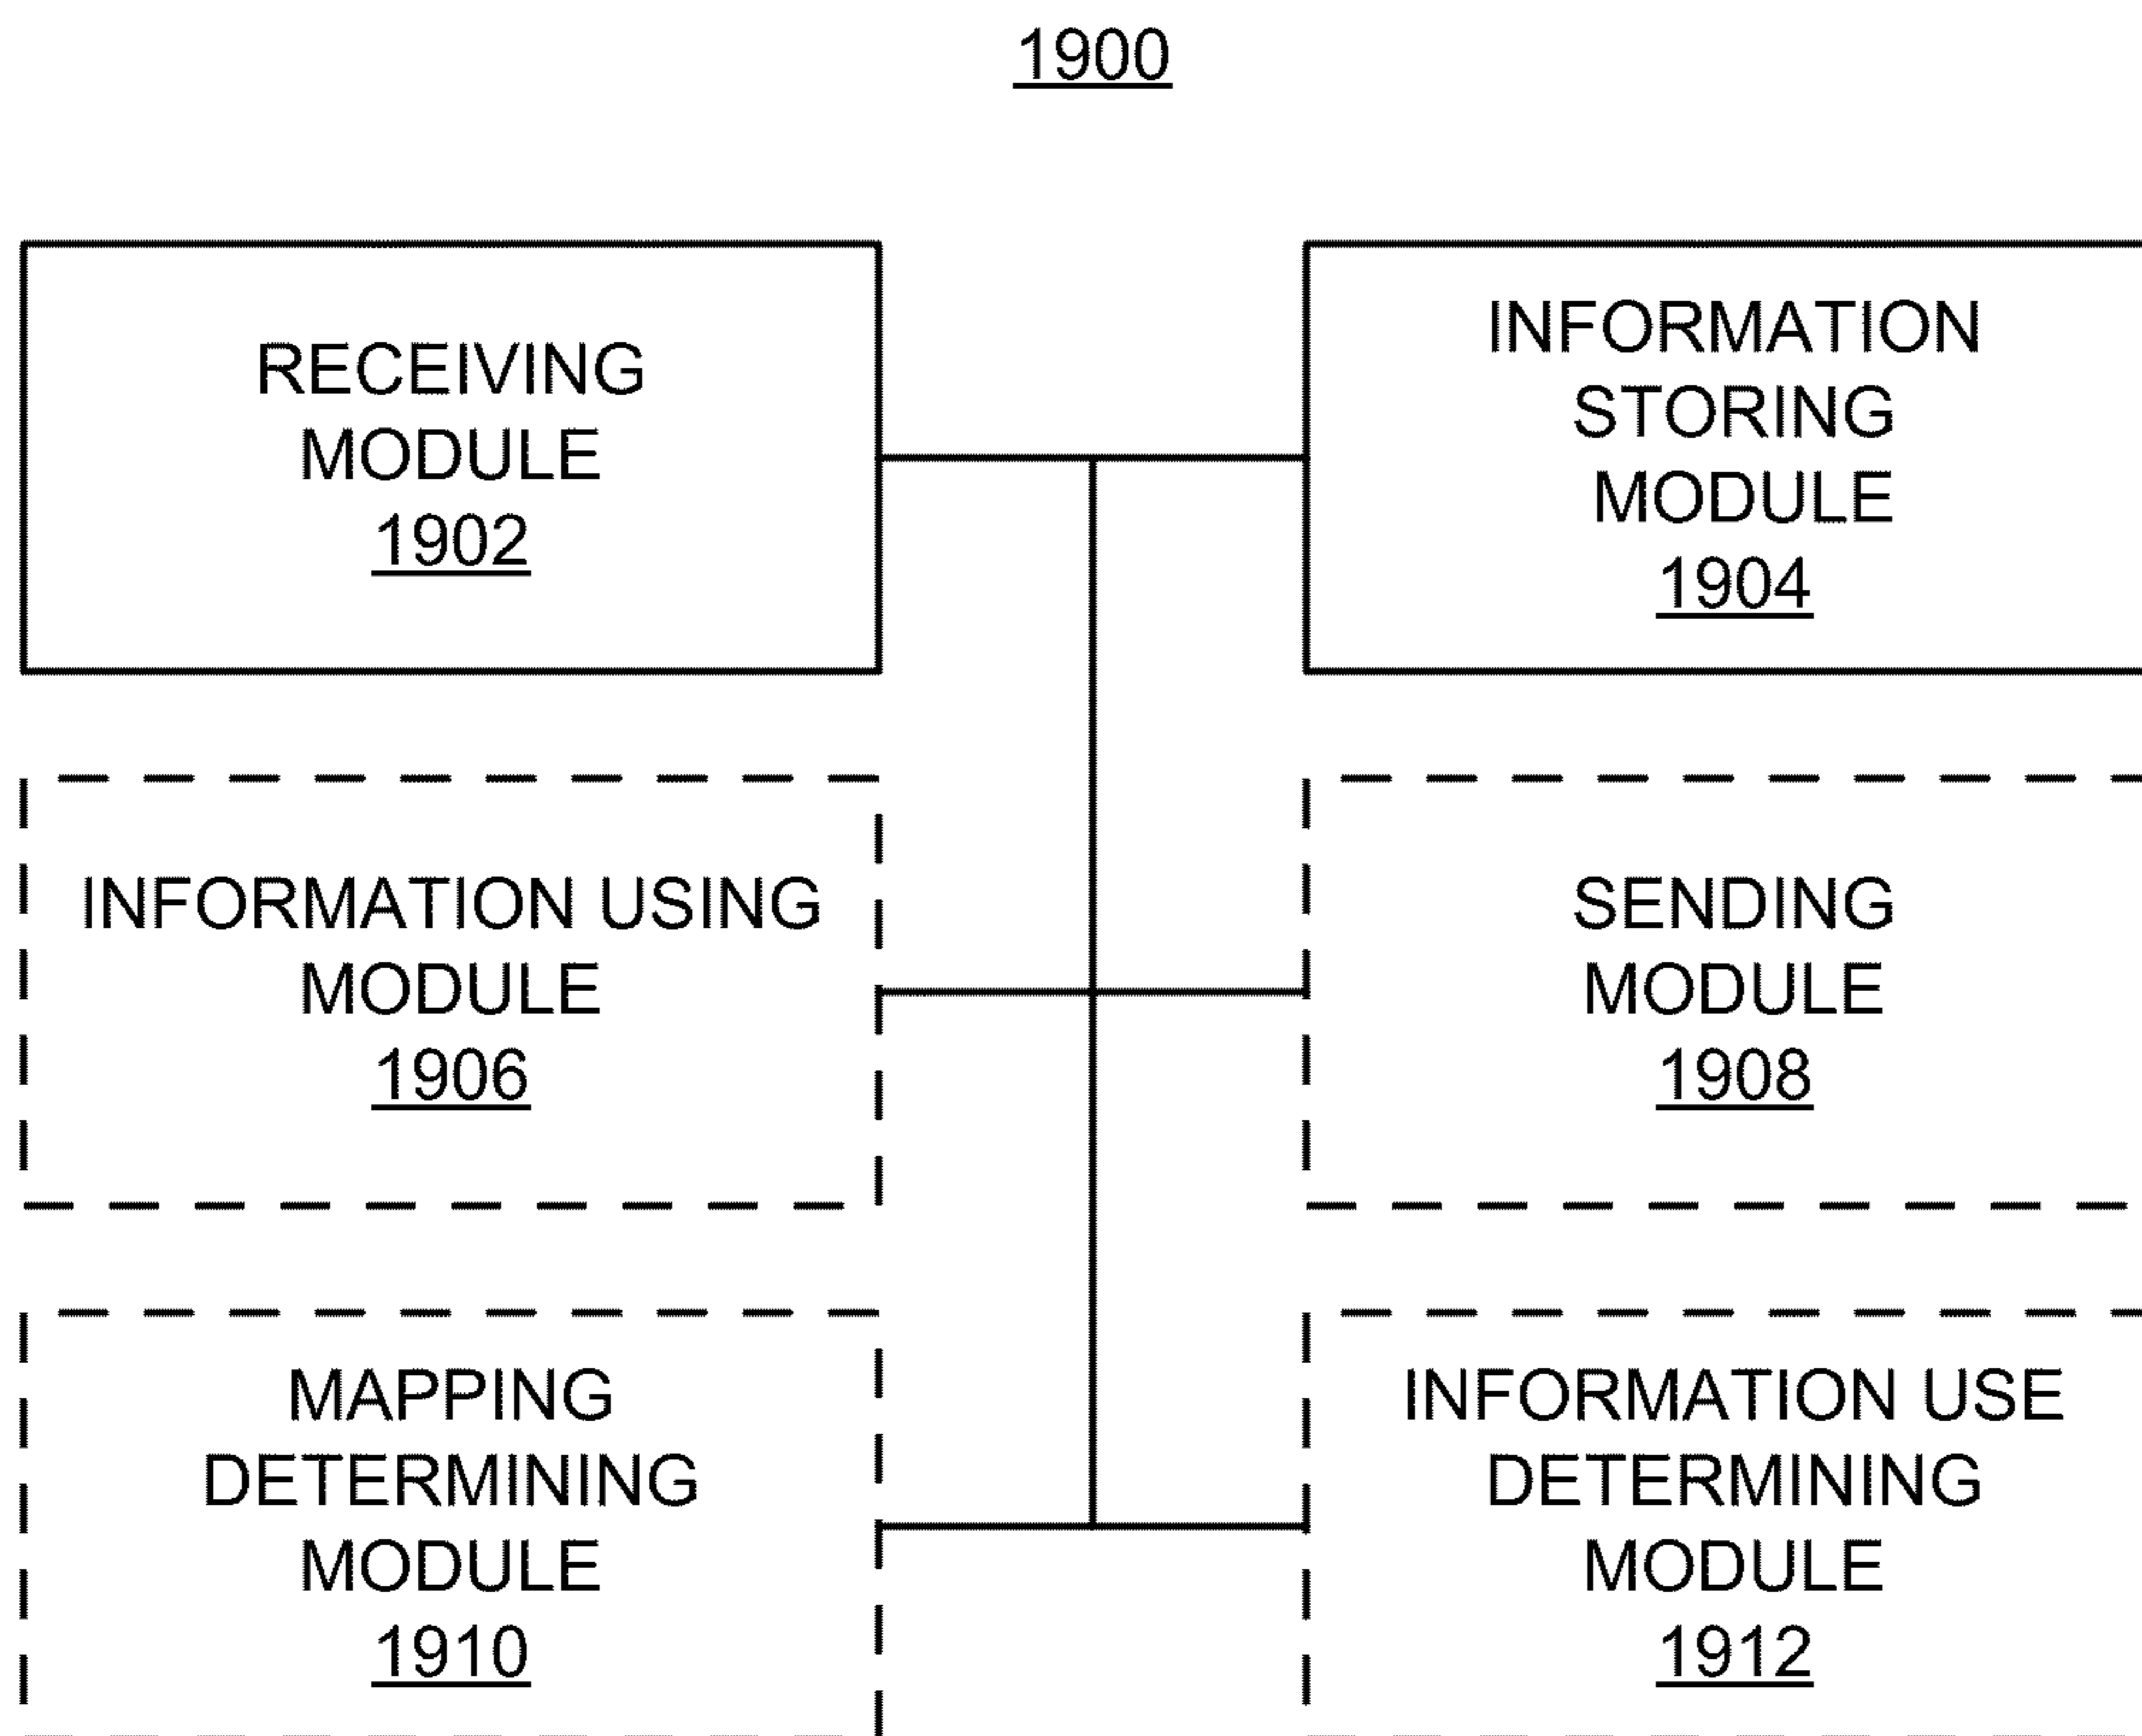 1900
RECEIVING
MODULE
1902
INFORMATION
STORING
MODULE
1904
INFORMATION USING
MODULE
1906
SENDING
MODULE
1908
MAPPING
DETERMINING
MODULE
1910
INFORMATION USE
DETERMINING
MODULE
1912